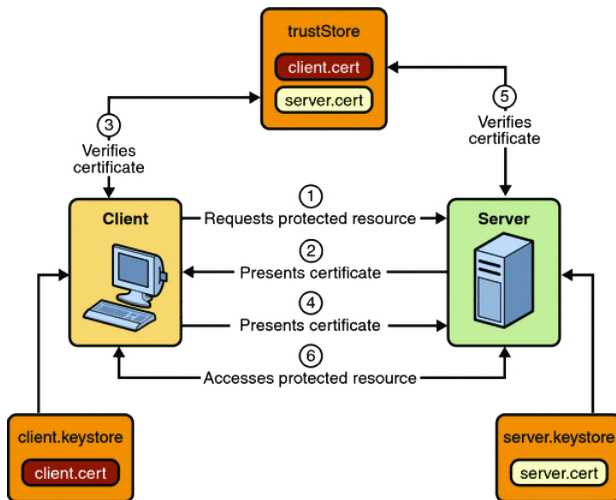 trustStore
client.cert
server.cert
3
Verifies
certificate
5
Verifies
certificate
Client
Server
1
Requests protected resource
2
Presents certificate
4
Presents certificate
6
Accesses protected resource
client.keystore
client.cert
server.keystore
server.cert